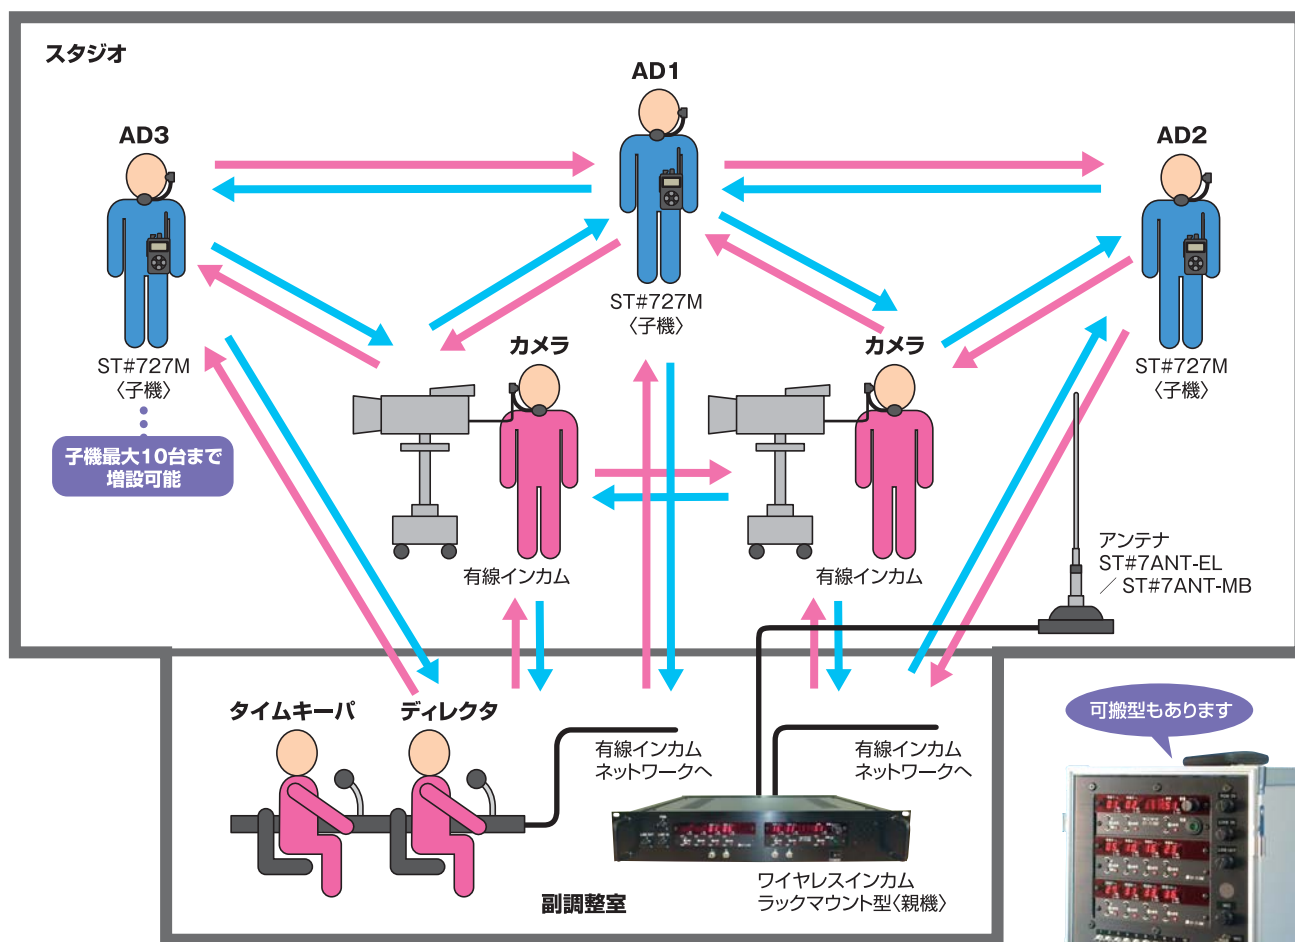 スタジオ
AD1
AD3
AD2
ST#727M
〈子機〉
ST#727M
〈子機〉
ST#727M
〈子機〉
カメラ
カメラ
子機最大10台まで
増設可能
有線インカム
有線インカム
アンテナ
ST#7ANT-EL
／ST#7ANT-MB
タイムキーパ
ディレクタ
可搬型もあります
有線インカム
ネットワークへ
有線インカム
ネットワークへ
ワイヤレスインカム
ラックマウント型〈親機〉
副調整室